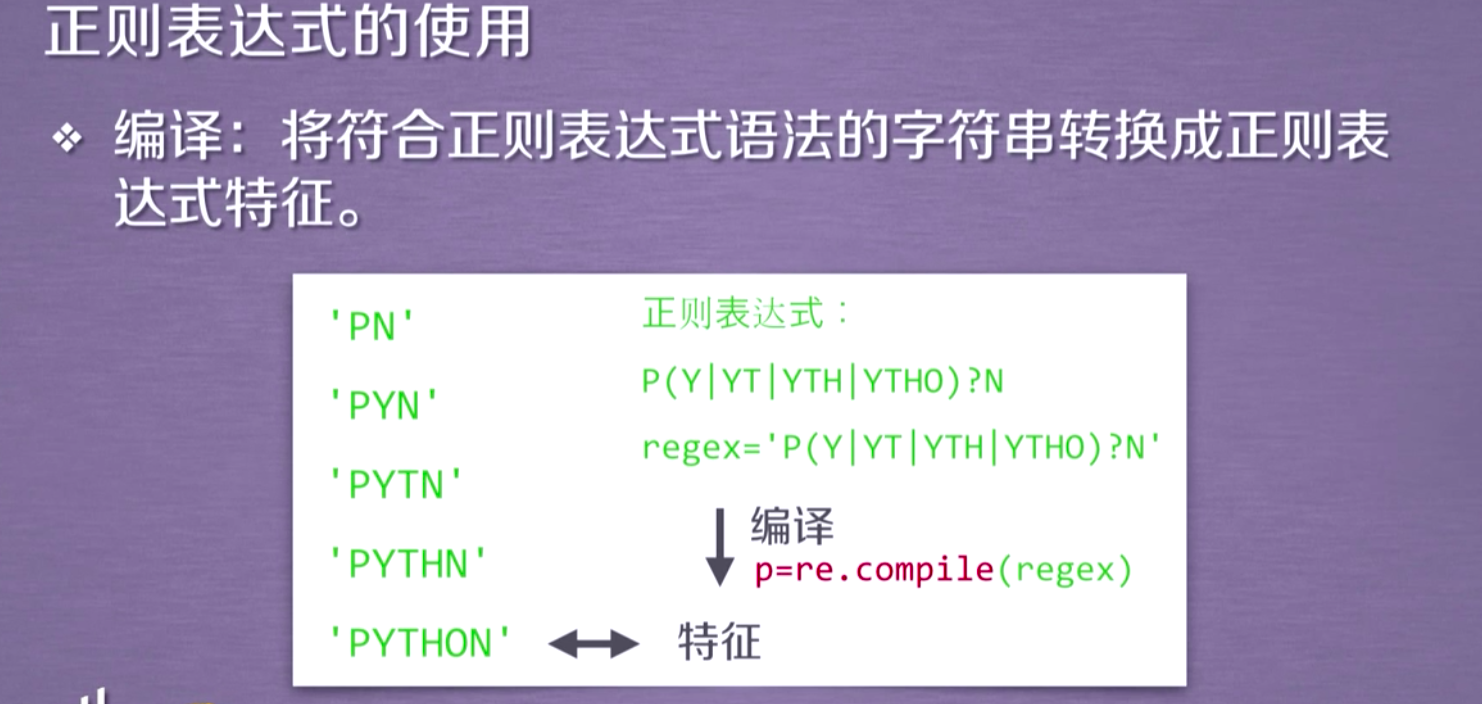 正则表达式的使用
❖ 编译：将符合正则表达式语法的字符串转换成正则表
达式特征。
'PN'
'PYN'
'PYTN'
'PYTHN'
'PYTHON'
正则表达式：
P(Y|YT|YTH|YTHO)?N
regex='P(Y|YT|YTH|YTHO)?N'
编译
p=re.compile(regex)
特征